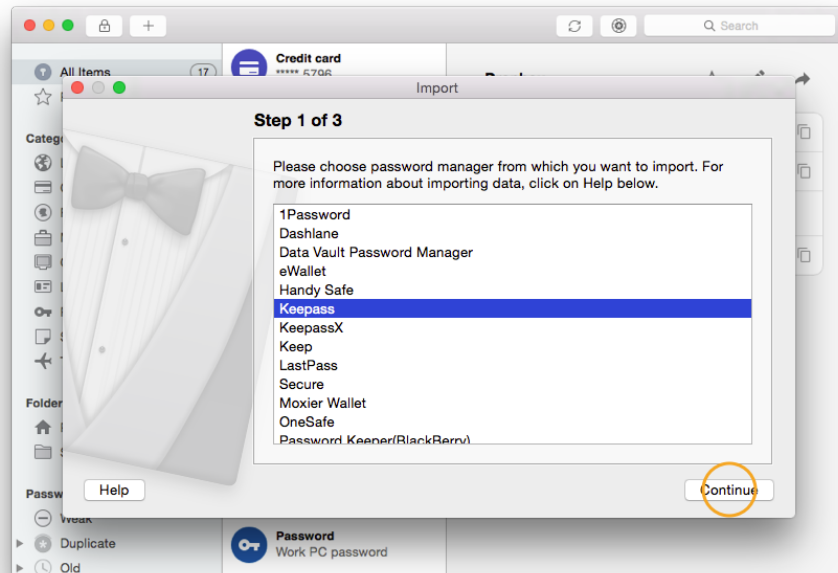 Search
Credit card
***** 5796
All Items
17
Import
Step 1 of 3
Please choose password manager from which you want to import. For
more information about importing data, click on Help below.
1Password
Dashlane
Data Vault Password Manager
eWallet
Handy Safe
Keepass
KeepassX
Keep
LastPass
Secure
Moxier Wallet
OneSafe
Password Keeper(BlackBerry)
Help
Continue
Weak
Duplicate
Old
Password
Work PC password